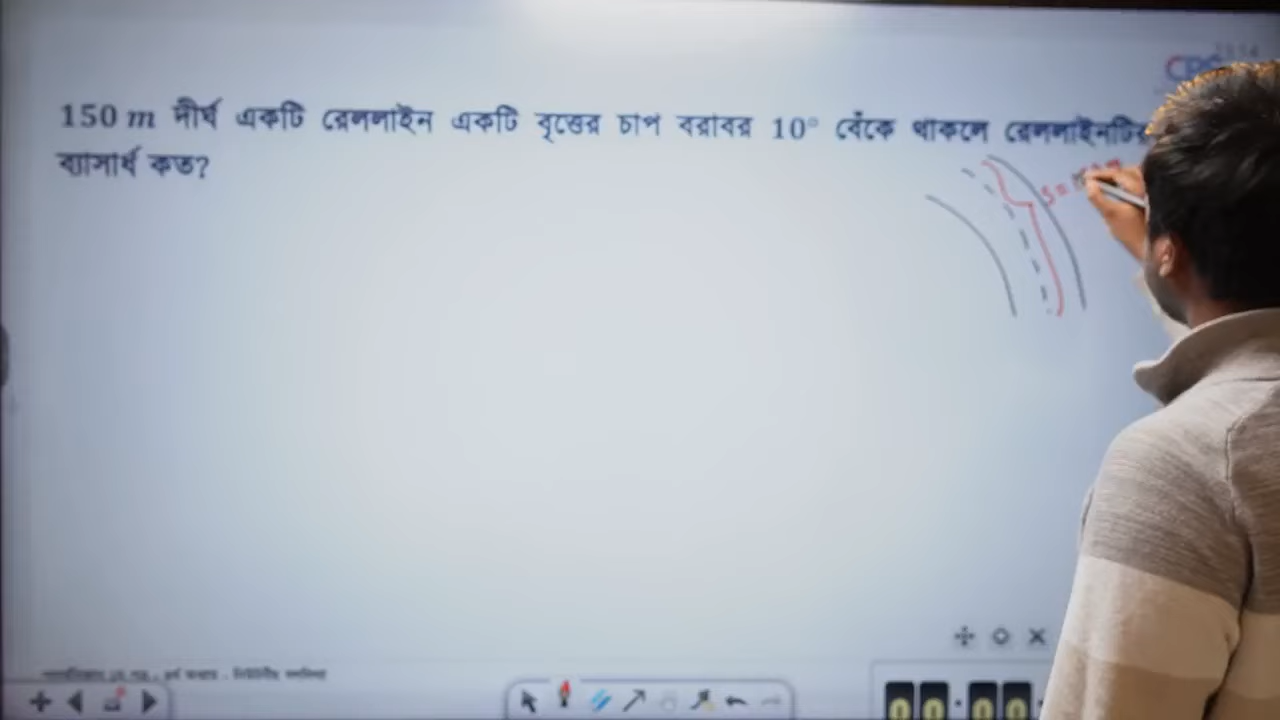 150 m দীর্ঘ একটি রেললাইন একটি বৃত্তের চাপ বরাবর 10° বেঁকে থাকলে রেললাইনটির
ব্যাসার্ধ কত?